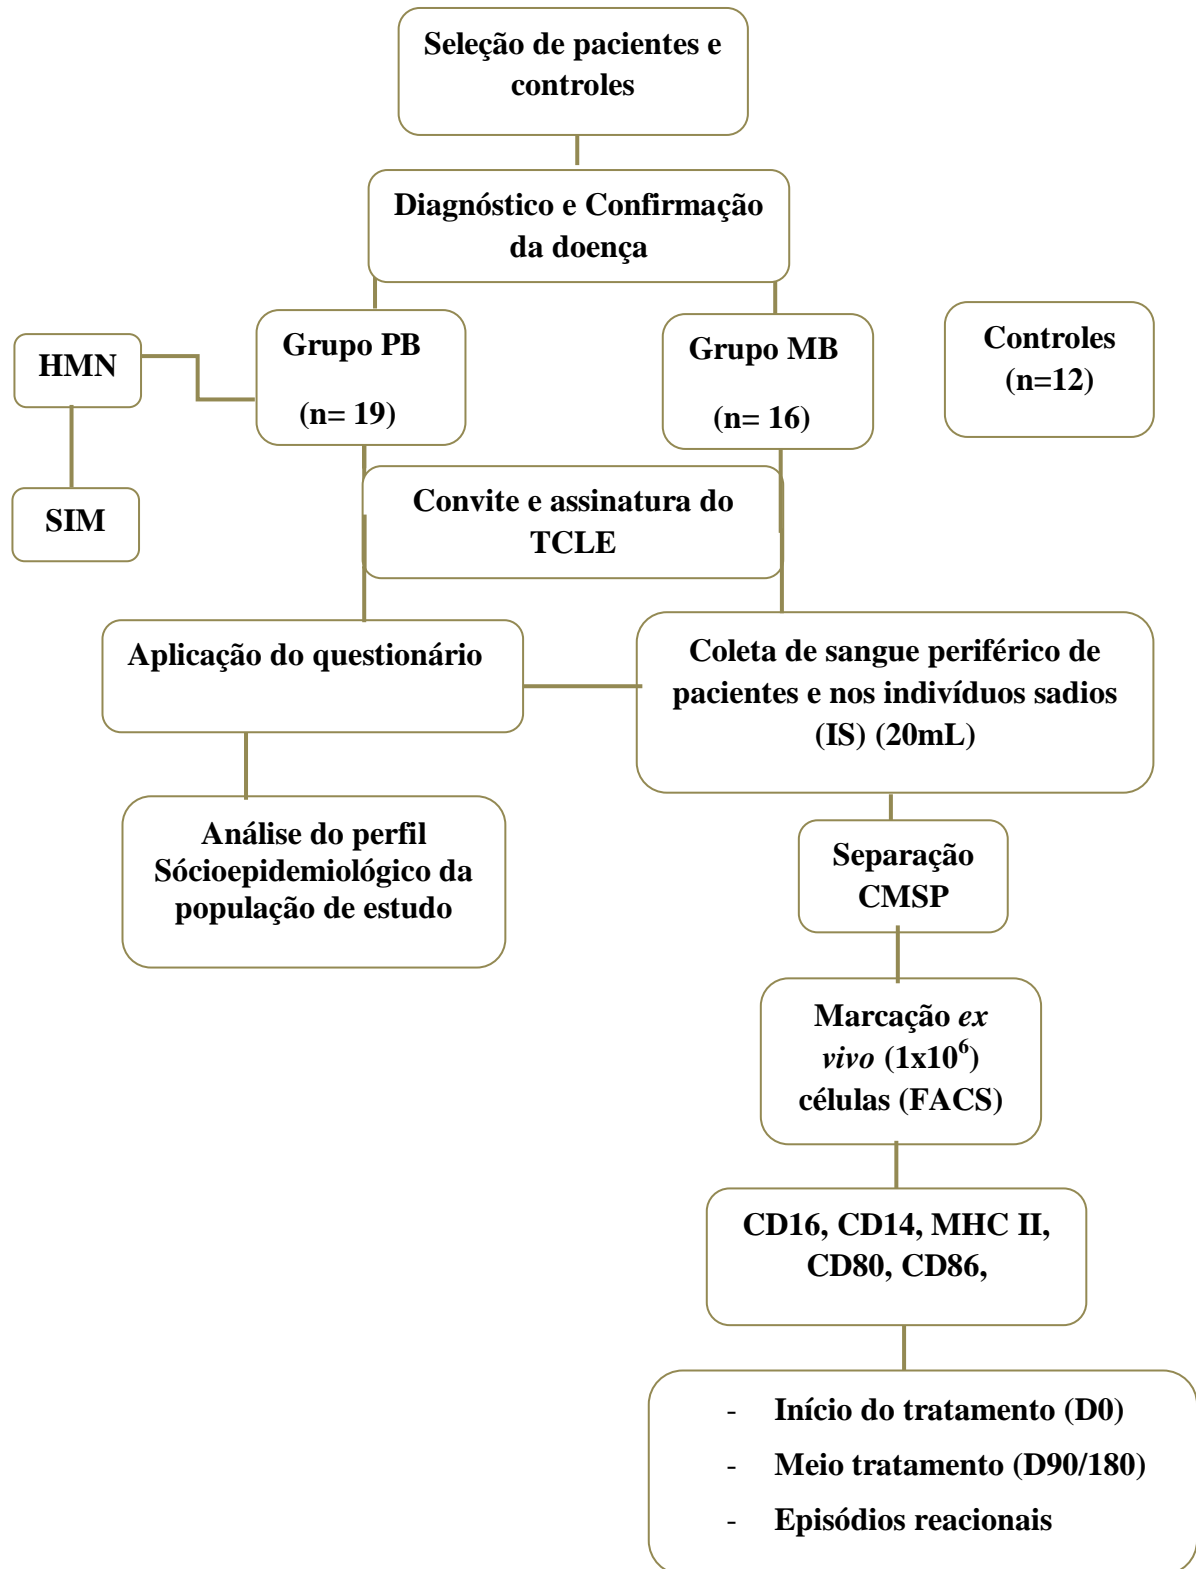 Seleção de pacientes e
controles
Diagnóstico e Confirmação
da doença
HMN
SIM
Grupo PB
(n= 19)
Grupo MB
(n= 16)
Controles
(n=12)
Convite e assinatura do
TCLE
Aplicação do questionário
Coleta de sangue periférico de
pacientes e nos indivíduos sadios
(IS) (20mL)
Análise do perfil
Sócioepidemiológico da
população de estudo
Separação
CMSP
Marcação ex
vivo (1x10⁶)
células (FACS)
CD16, CD14, MHC II,
CD80, CD86,
- Início do tratamento (D0)
- Meio tratamento (D90/180)
- Episódios reacionais